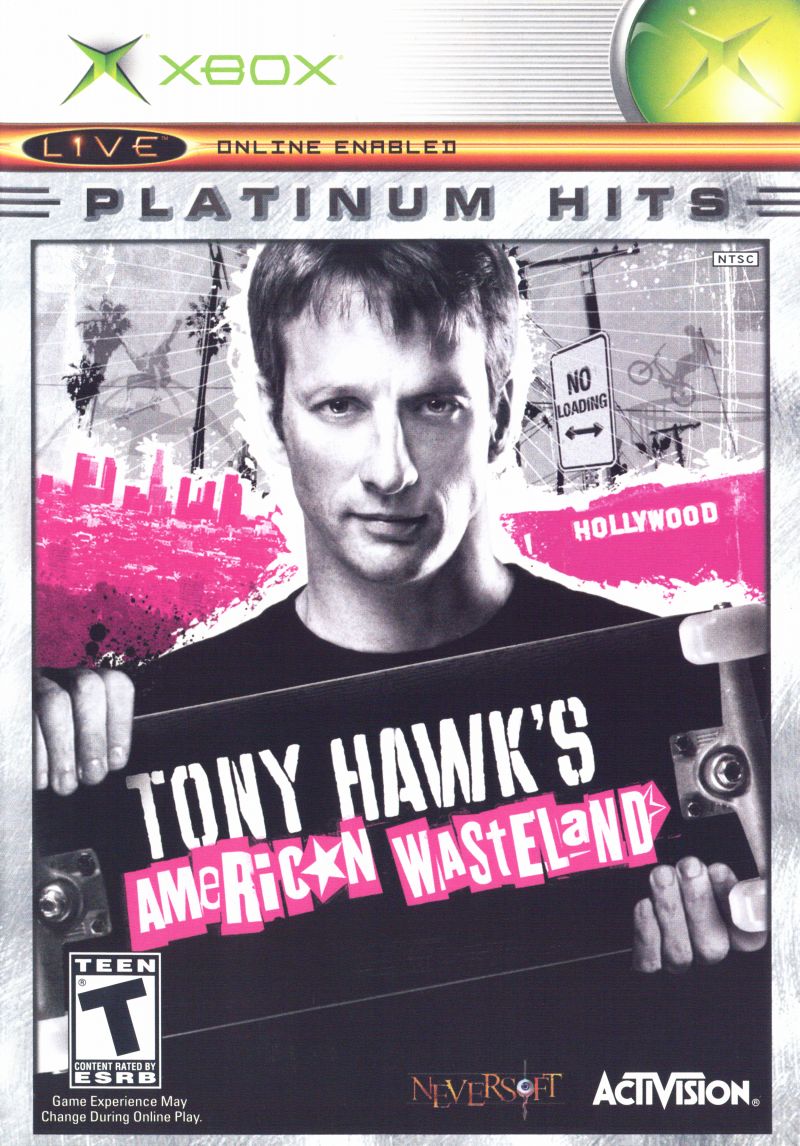 XBOX
LIVE™ ONLINE ENABLED
PLATINUM HITS
NTSC
NO
LOADING
HOLLYWOOD
TONY HAWK'S
AMERICAN WASTELAND
TEEN
®
T
CONTENT RATED BY
ESRB
Game Experience May
Change During Online Play.
NEVERSOFT
ACTIVISION®